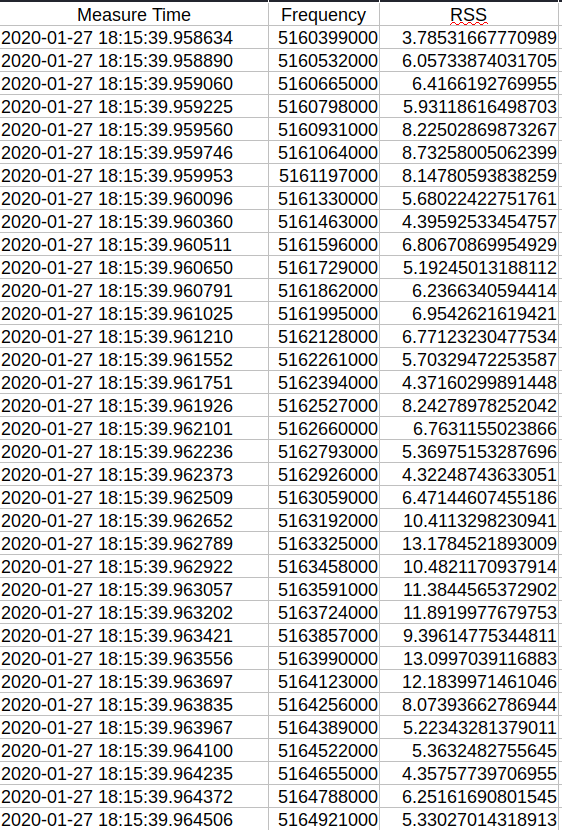 Measure Time Frequency RSS
2020-01-27 18:15:39.958634 5160399000 3.78531667770989
2020-01-27 18:15:39.958890 5160532000 6.05733874031705
2020-01-27 18:15:39.959060 5160665000 6.4166192769955
2020-01-27 18:15:39.959225 5160798000 5.93118616498703
2020-01-27 18:15:39.959560 5160931000 8.22502869873267
2020-01-27 18:15:39.959746 5161064000 8.73258005062399
2020-01-27 18:15:39.959953 5161197000 8.14780593838259
2020-01-27 18:15:39.960096 5161330000 5.68022422751761
2020-01-27 18:15:39.960360 5161463000 4.39592533454757
2020-01-27 18:15:39.960511 5161596000 6.80670869954929
2020-01-27 18:15:39.960650 5161729000 5.19245013188112
2020-01-27 18:15:39.960791 5161862000 6.2366340594414
2020-01-27 18:15:39.961025 5161995000 6.9542621619421
2020-01-27 18:15:39.961210 5162128000 6.77123230477534
2020-01-27 18:15:39.961552 5162261000 5.70329472253587
2020-01-27 18:15:39.961751 5162394000 4.37160299891448
2020-01-27 18:15:39.961926 5162527000 8.24278978252042
2020-01-27 18:15:39.962101 5162660000 6.7631155023866
2020-01-27 18:15:39.962236 5162793000 5.36975153287696
2020-01-27 18:15:39.962373 5162926000 4.32248743633051
2020-01-27 18:15:39.962509 5163059000 6.47144607455186
2020-01-27 18:15:39.962652 5163192000 10.4113298230941
2020-01-27 18:15:39.962789 5163325000 13.1784521893009
2020-01-27 18:15:39.962922 5163458000 10.4821170937914
2020-01-27 18:15:39.963057 5163591000 11.3844565372902
2020-01-27 18:15:39.963202 5163724000 11.8919977679753
2020-01-27 18:15:39.963421 5163857000 9.39614775344811
2020-01-27 18:15:39.963556 5163990000 13.0997039116883
2020-01-27 18:15:39.963697 5164123000 12.1839971461046
2020-01-27 18:15:39.963835 5164256000 8.07393662786944
2020-01-27 18:15:39.963967 5164389000 5.22343281379011
2020-01-27 18:15:39.964100 5164522000 5.3632482755645
2020-01-27 18:15:39.964235 5164655000 4.35757739706955
2020-01-27 18:15:39.964372 5164788000 6.25161690801545
2020-01-27 18:15:39.964506 5164921000 5.33027014318913